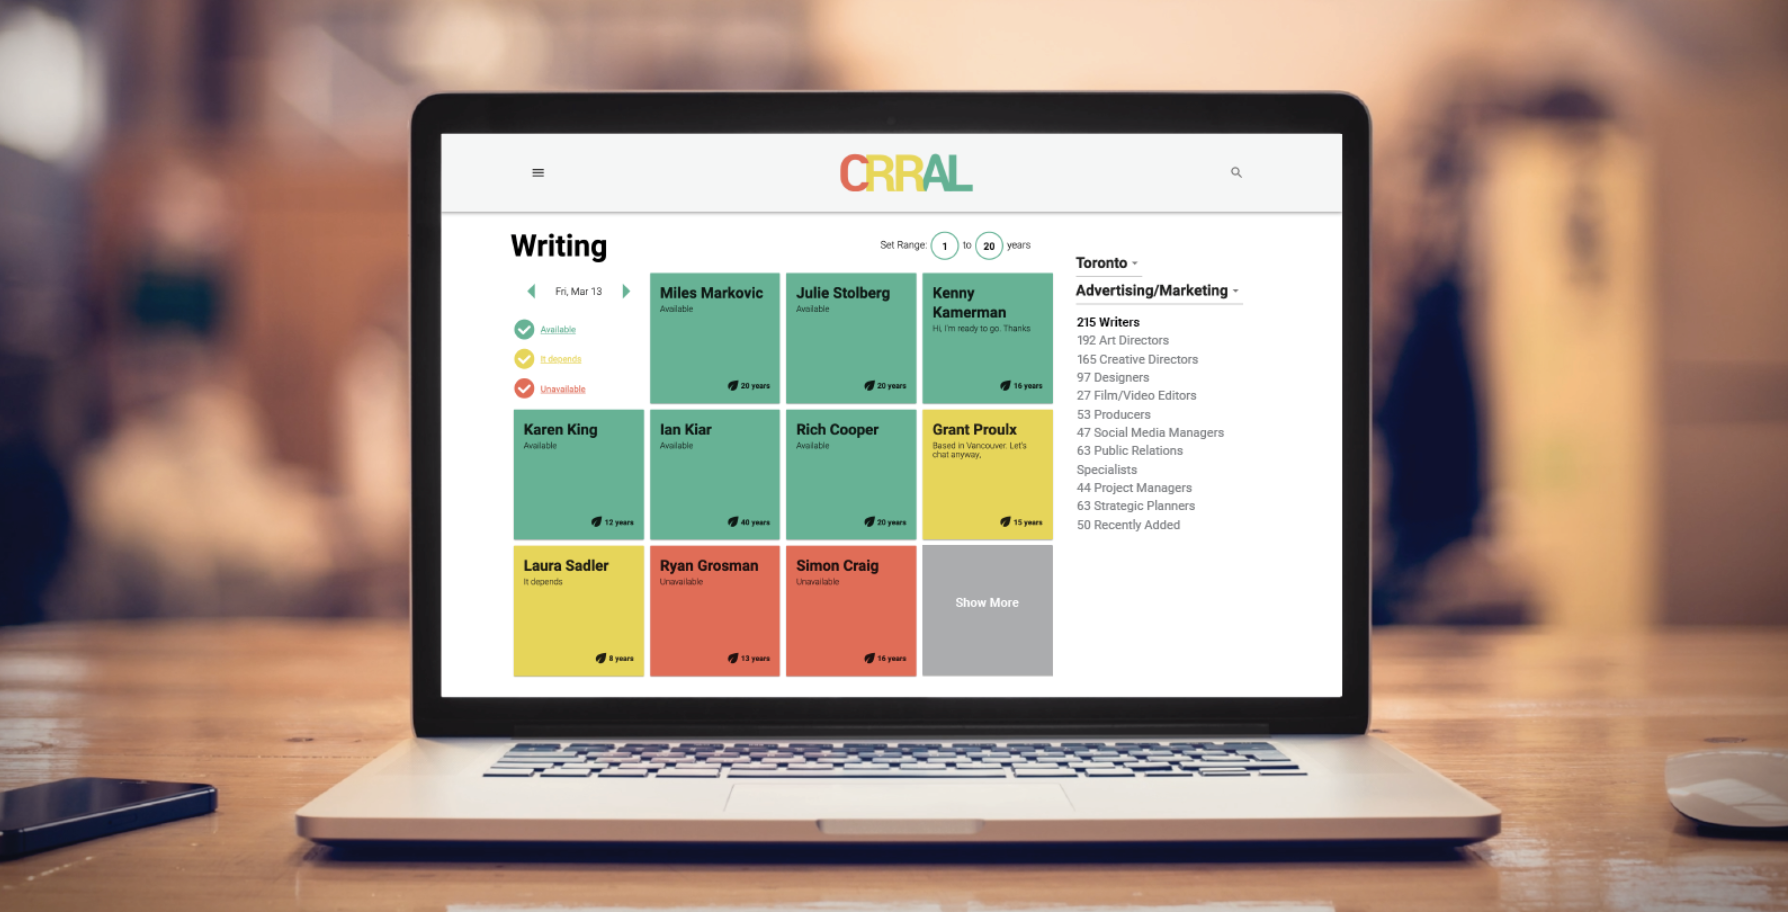 CRRAL
Writing
Set Range: 1 to 20 years
Fri, Mar 13
Available
It depends
Unavailable
Miles Markovic
Available
20 years
Julie Stolberg
Available
20 years
Kenny
Kamerman
Hi, I'm ready to go. Thanks
16 years
Karen King
Available
12 years
Ian Kiar
Available
40 years
Rich Cooper
Available
20 years
Grant Proulx
Based in Vancouver. Let's
chat anyway,
15 years
Laura Sadler
It depends
8 years
Ryan Grosman
Unavailable
13 years
Simon Craig
Unavailable
16 years
Show More
Toronto
Advertising/Marketing
215 Writers
192 Art Directors
165 Creative Directors
97 Designers
27 Film/Video Editors
53 Producers
47 Social Media Managers
63 Public Relations
Specialists
44 Project Managers
63 Strategic Planners
50 Recently Added